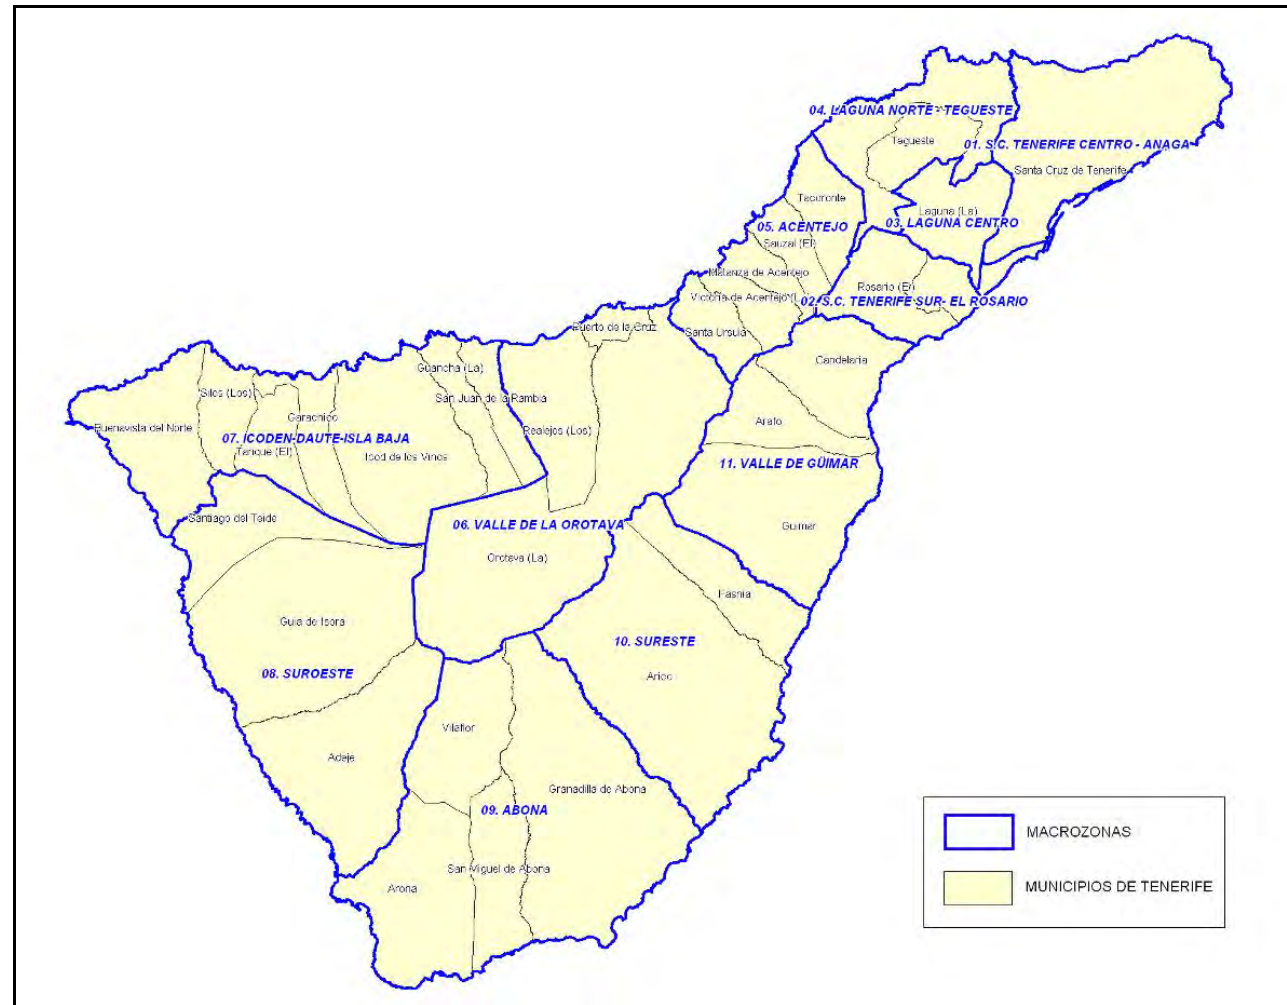 04. LAGUNA NORTE - TEGUESTE
Tegueste
01. S.C. TENERIFE CENTRO - ANAGA
Santa Cruz de Tenerife
Tacoronte
Laguna (La)
03. LAGUNA CENTRO
05. ACENTEJO
Sauzal (El)
Matanza de Acentejo
Rosario (El)
Victoria de Acentejo (L
02. S.C. TENERIFE SUR- EL ROSARIO
Puerto de la Cruz
Santa Ursula
Candelaria
Guancha (La)
Silos (Los)
San Juan de la Rambla
Garachico
Arafo
Buenavista del Norte
Realejos (Los)
07. ICODEN-DAUTE-ISLA BAJA
Tanque (El)
Icod de los Vinos
11. VALLE DE GÜIMAR
Santiago del Teide
06. VALLE DE LA OROTAVA
Guimar
Orotava (La)
Fasnia
Guia de Isora
10. SURESTE
08. SUROESTE
Arico
Vilaflor
Adeje
Granadilla de Abona
09. ABONA
San Miguel de Abona
Arona
MACROZONAS
MUNICIPIOS DE TENERIFE